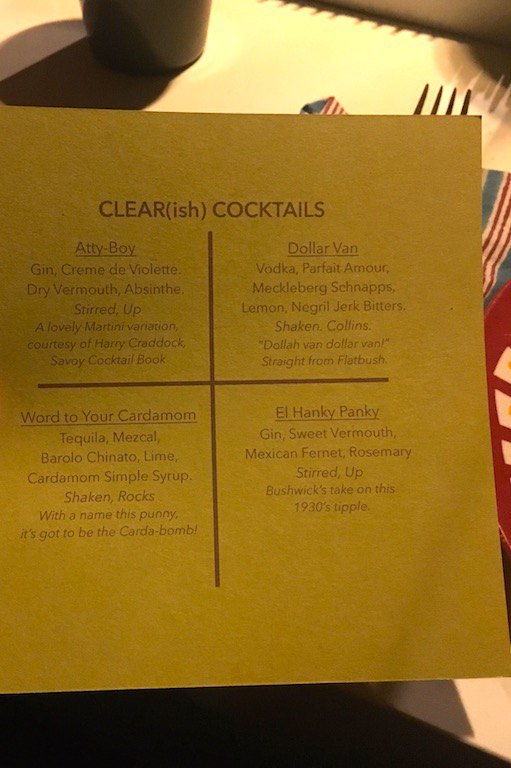 CLEAR(ish) COCKTAILS
Atty-Boy
Gin, Creme de Violette.
Dry Vermouth, Absinthe.
Stirred, Up
A lovely Martini variation,
courtesy of Harry Craddock,
Savoy Cocktail Book
Dollar Van
Vodka, Parfait Amour,
Meckleberg Schnapps,
Lemon, Negril Jerk Bitters.
Shaken. Collins.
"Dollah van dollar van!"
Straight from Flatbush.
Word to Your Cardamom
Tequila, Mezcal,
Barolo Chinato, Lime,
Cardamom Simple Syrup.
Shaken, Rocks
With a name this punny,
it's got to be the Carda-bomb!
El Hanky Panky
Gin, Sweet Vermouth,
Mexican Fernet, Rosemary
Stirred, Up
Bushwick's take on this
1930's tipple.